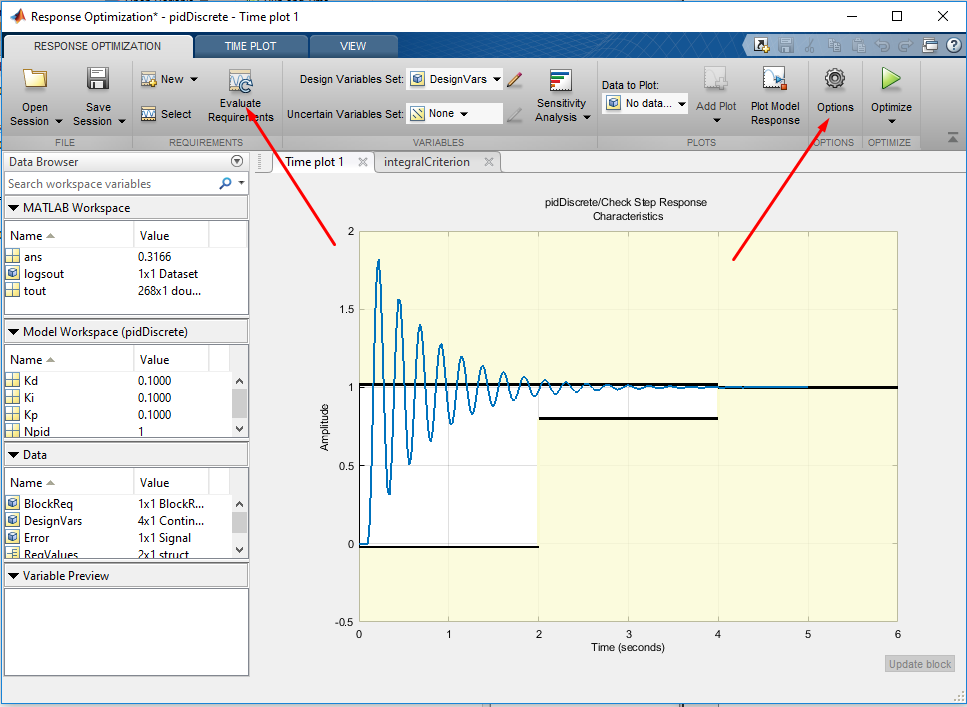 Response Optimization* - pidDiscrete - Time plot 1
RESPONSE OPTIMIZATION
TIME PLOT
VIEW
Open Session
Save Session
New
Select
Evaluate Requirements
Design Variables Set:
DesignVars
Uncertain Variables Set:
None
Sensitivity Analysis
Data to Plot:
No data...
Add Plot
Plot Model Response
Options
Optimize
FILE
REQUIREMENTS
VARIABLES
PLOTS
OPTIONS
OPTIMIZE
Data Browser
Search workspace variables
MATLAB Workspace
Name Value
ans 0.3166
logsout 1x1 Dataset
tout 268x1 dou...
Model Workspace (pidDiscrete)
Name Value
Kd 0.1000
Ki 0.1000
Kp 0.1000
Npid 1
Data
Name Value
BlockReq 1x1 BlockR...
DesignVars 4x1 Contin...
Error 1x1 Signal
ReqValues 2x1 struct
Variable Preview
Time plot 1
integralCriterion
pidDiscrete/Check Step Response
Characteristics
Amplitude
2
1.5
1
0.5
0
-0.5
0 1 2 3 4 5 6
Time (seconds)
Update block